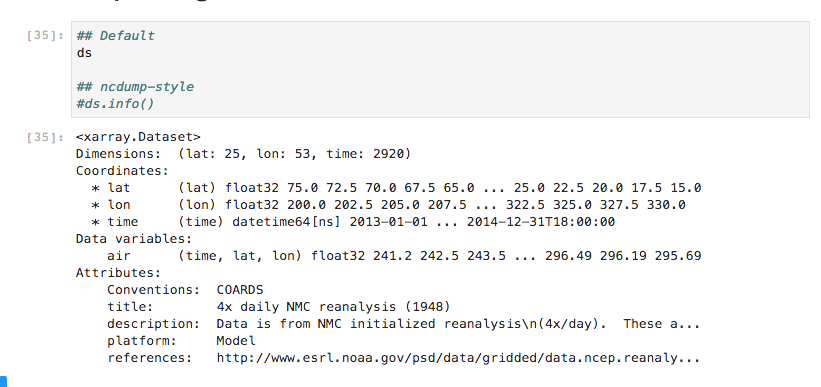 [35]: ## Default
ds
## ncdump-style
#ds.info()
[35]: <xarray.Dataset>
Dimensions:  (lat: 25, lon: 53, time: 2920)
Coordinates:
  * lat      (lat) float32 75.0 72.5 70.0 67.5 65.0 ... 25.0 22.5 20.0 17.5 15.0
  * lon      (lon) float32 200.0 202.5 205.0 207.5 ... 322.5 325.0 327.5 330.0
  * time     (time) datetime64[ns] 2013-01-01 ... 2014-12-31T18:00:00
Data variables:
    air      (time, lat, lon) float32 241.2 242.5 243.5 ... 296.49 296.19 295.69
Attributes:
    Conventions:  COARDS
    title:        4x daily NMC reanalysis (1948)
    description:  Data is from NMC initialized reanalysis\n(4x/day).  These a...
    platform:     Model
    references:   http://www.esrl.noaa.gov/psd/data/gridded/data.ncep.reanaly...